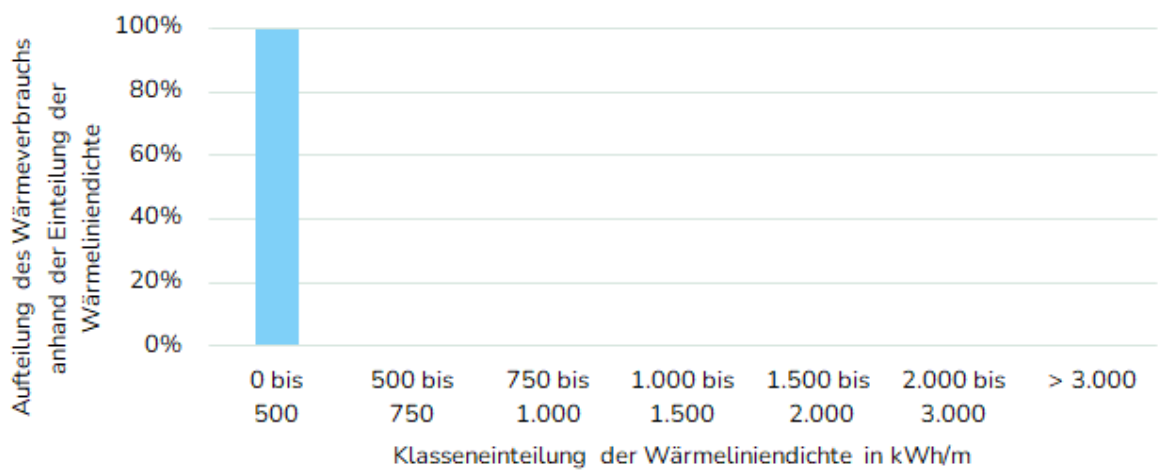 Aufteilung des Wärmeverbrauchs
anhand der Einteilung der
Wärmeliniendichte
100%
80%
60%
40%
20%
0%
0 bis
500
500 bis
750
750 bis
1.000
1.000 bis
1.500
1.500 bis
2.000
2.000 bis
3.000
> 3.000
Klasseneinteilung der Wärmeliniendichte in kWh/m